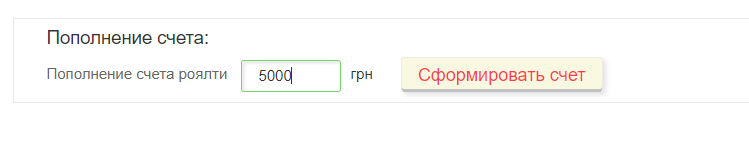 Пополнение счета:
Пополнение счета роялти 5000 грн Сформировать счет